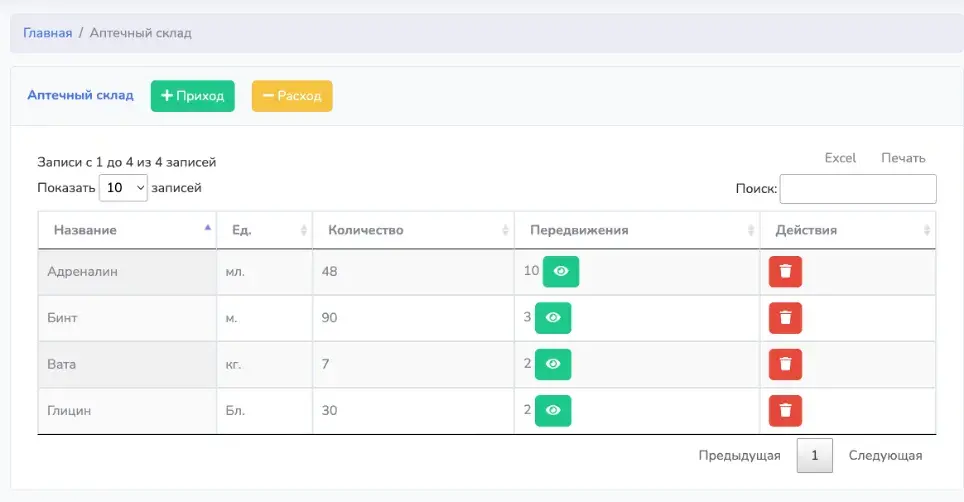 Главная / Аптечный склад
Аптечный склад + Приход − Расход
Записи с 1 до 4 из 4 записей
Excel Печать
Показать 10 записей
Поиск:
Название Ед. Количество Передвижения Действия
Адреналин мл. 48 10
Бинт м. 90 3
Вата кг. 7 2
Глицин Бл. 30 2
Предыдущая 1 Следующая